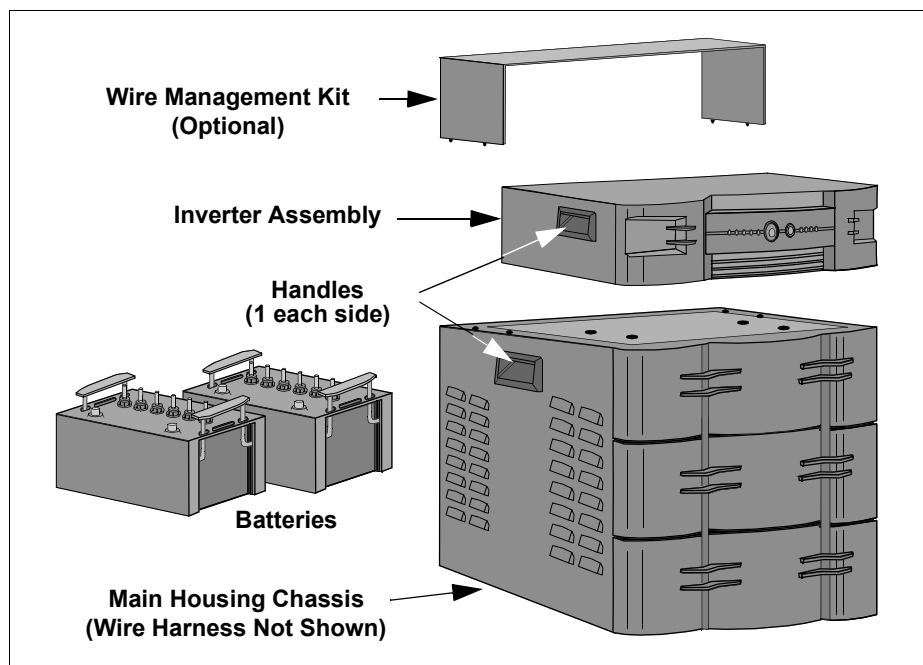 Wire Management Kit
(Optional)
Inverter Assembly
Handles
(1 each side)
Batteries
Main Housing Chassis
(Wire Harness Not Shown)